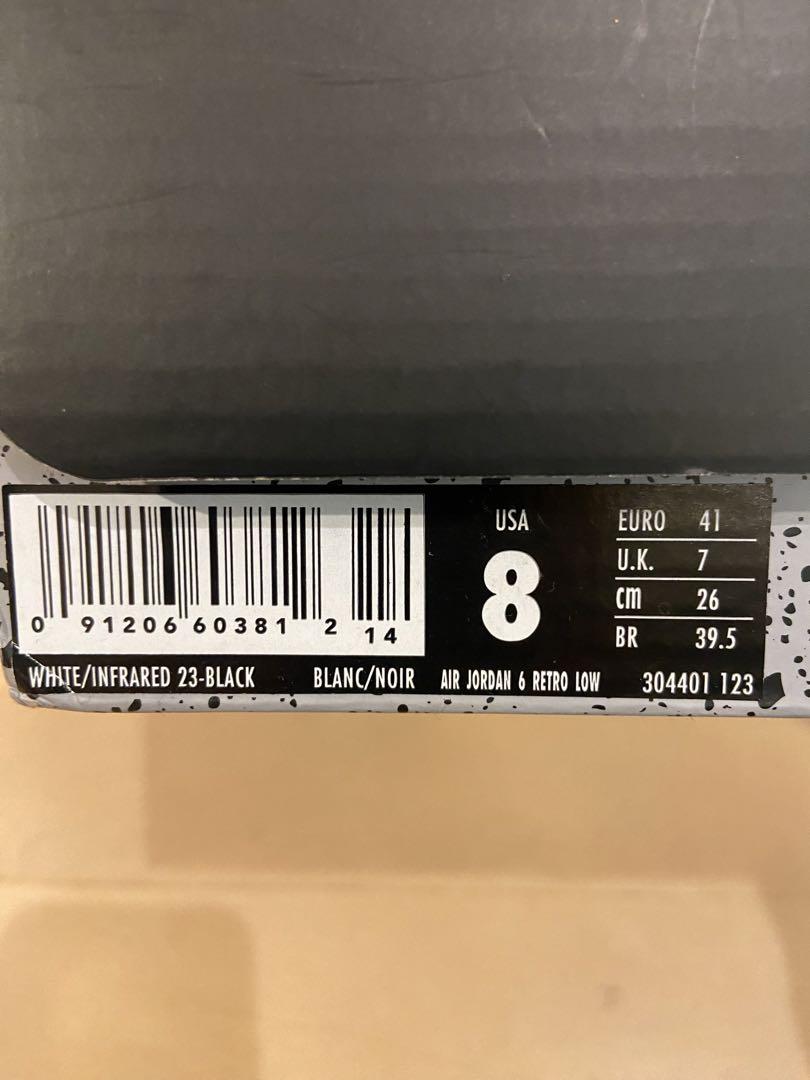 0 91206 60381 2 14
USA
8
EURO 41
U.K. 7
cm 26
BR 39.5
WHITE/INFRARED 23-BLACK BLANC/NOIR AIR JORDAN 6 RETRO LOW 304401 123